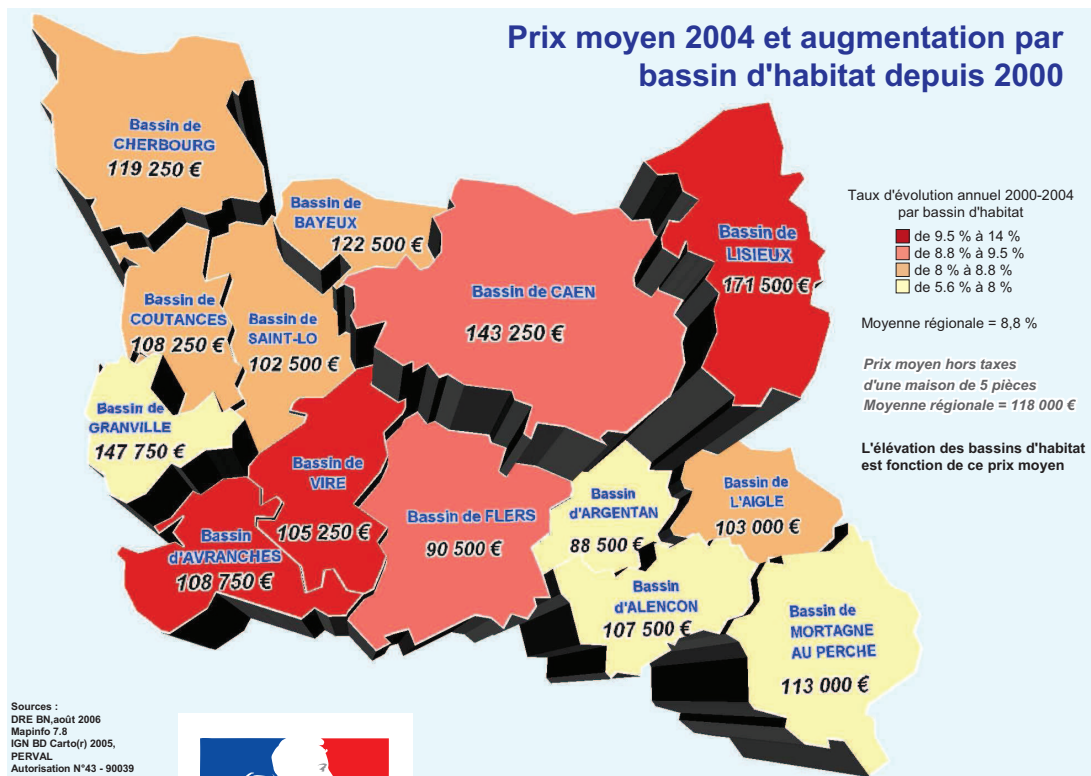 Prix moyen 2004 et augmentation par
bassin d'habitat depuis 2000
Bassin de
CHERBOURG
119 250 €
Bassin de
BAYEUX
122 500 €
Bassin de
LISIEUX
171 500 €
Bassin de CAEN
143 250 €
Bassin de
COUTANCES
108 250 €
Bassin de
SAINT-LO
102 500 €
Bassin de
GRANVILLE
147 750 €
Bassin de
VIRE
105 250 €
Bassin
d'AVRANCHES
108 750 €
Bassin de FLERS
90 500 €
Bassin
d'ARGENTAN
88 500 €
Bassin de
L'AIGLE
103 000 €
Bassin
d'ALENCON
107 500 €
Bassin de
MORTAGNE
AU PERCHE
113 000 €
Taux d'évolution annuel 2000-2004
par bassin d'habitat
de 9.5 % à 14 %
de 8.8 % à 9.5 %
de 8 % à 8.8 %
de 5.6 % à 8 %
Moyenne régionale = 8,8 %
Prix moyen hors taxes
d'une maison de 5 pièces
Moyenne régionale = 118 000 €
L'élévation des bassins d'habitat
est fonction de ce prix moyen
Sources :
DRE BN,août 2006
Mapinfo 7.8
IGN BD Carto(r) 2005,
PERVAL
Autorisation N°43 - 90039